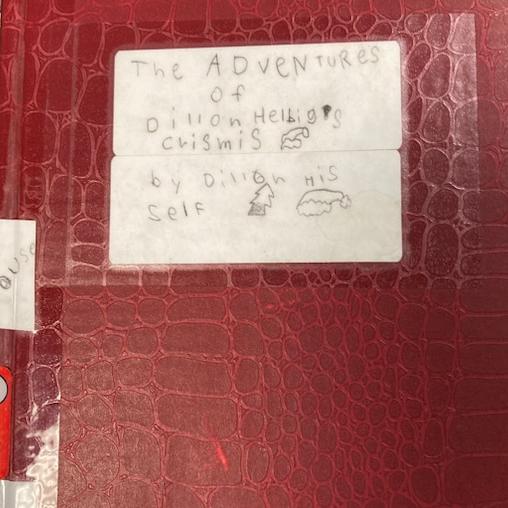 The ADVENTURES
Of
Dillon Helbig's
crismis
by Dillon His
Self